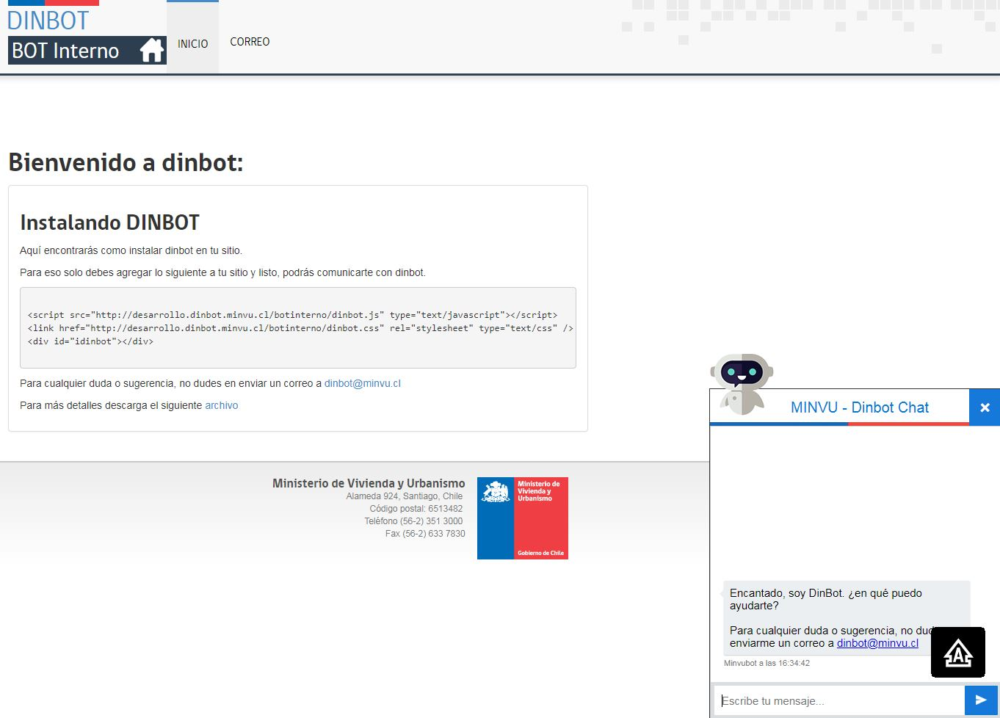 DINBOT
BOT Interno
INICIO
CORREO
Bienvenido a dinbot:
Instalando DINBOT
Aquí encontrarás como instalar dinbot en tu sitio.
Para eso solo debes agregar lo siguiente a tu sitio y listo, podrás comunicarte con dinbot.
<script src="http://desarrollo.dinbot.minvu.cl/botinterno/dinbot.js" type="text/javascript"></script>
<link href="http://desarrollo.dinbot.minvu.cl/botinterno/dinbot.css" rel="stylesheet" type="text/css" />
<div id="idinbot"></div>
Para cualquier duda o sugerencia, no dudes en enviar un correo a dinbot@minvu.cl
Para más detalles descarga el siguiente archivo
Ministerio de Vivienda y Urbanismo
Alameda 924, Santiago, Chile
Código postal: 6513482
Teléfono (56-2) 351 3000
Fax (56-2) 633 7830
Ministerio de
Vivienda y
Urbanismo
Gobierno de Chile
MINVU - Dinbot Chat
Encantado, soy DinBot. ¿en qué puedo
ayudarte?
Para cualquier duda o sugerencia, no
enviarme un correo a dinbot@minvu.cl
Minvubot a las 16:34:42
A
Escribe tu mensaje...